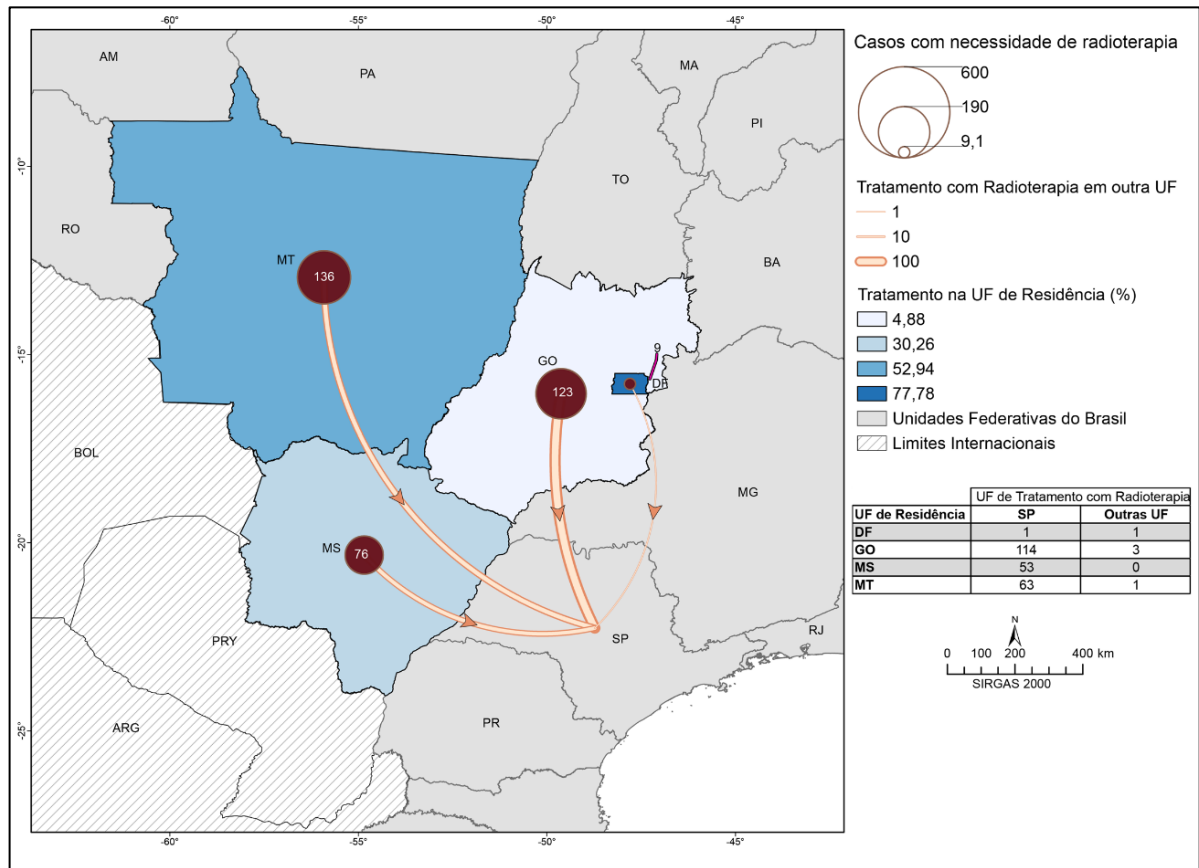 -60°
-55°
-50°
-45°
AM
PA
MA
PI
-10°
TO
RO
BA
MT
136
-15°
GO
9
123
DF
BOL
MG
MS
76
-20°
PRY
SP
RJ
-25°
ARG
PR
-60°
-55°
-50°
-45°
Casos com necessidade de radioterapia
600
190
9,1
Tratamento com Radioterapia em outra UF
1
10
100
Tratamento na UF de Residência (%)
4,88
30,26
52,94
77,78
Unidades Federativas do Brasil
Limites Internacionais
UF de Tratamento com Radioterapia
UF de Residência SP Outras UF
DF 1 1
GO 114 3
MS 53 0
MT 63 1
N
0 100 200 400 km
SIRGAS 2000